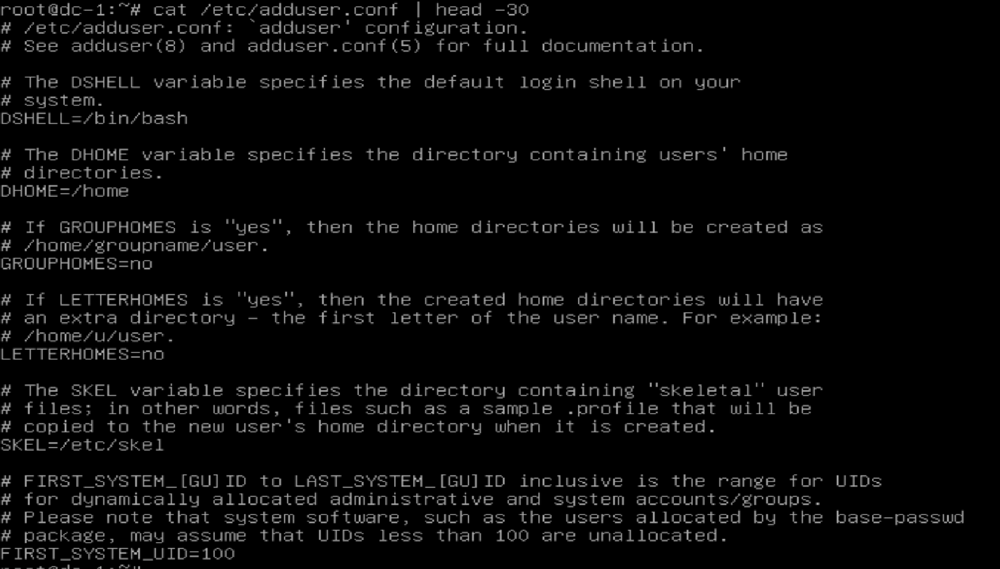 root@dc-1:~# cat /etc/adduser.conf | head -30
# /etc/adduser.conf: `adduser' configuration.
# See adduser(8) and adduser.conf(5) for full documentation.
# The DSHELL variable specifies the default login shell on your
# system.
DSHELL=/bin/bash
# The DHOME variable specifies the directory containing users' home
# directories.
DHOME=/home
# If GROUPHOMES is "yes", then the home directories will be created as
# /home/groupname/user.
GROUPHOMES=no
# If LETTERHOMES is "yes", then the created home directories will have
# an extra directory - the first letter of the user name. For example:
# /home/u/user.
LETTERHOMES=no
# The SKEL variable specifies the directory containing "skeletal" user
# files; in other words, files such as a sample .profile that will be
# copied to the new user's home directory when it is created.
SKEL=/etc/skel
# FIRST_SYSTEM_[GU]ID to LAST_SYSTEM_[GU]ID inclusive is the range for UIDs
# for dynamically allocated administrative and system accounts/groups.
# Please note that system software, such as the users allocated by the base-passwd
# package, may assume that UIDs less than 100 are unallocated.
FIRST_SYSTEM_UID=100
root@dc-1:~#